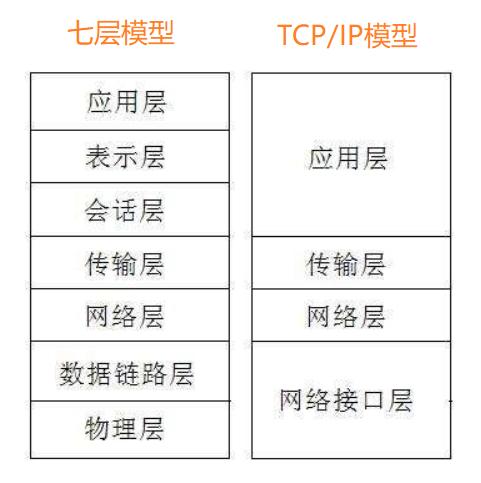 七层模型
TCP/IP模型
应用层
表示层
会话层
传输层
网络层
数据链路层
物理层
应用层
传输层
网络层
网络接口层